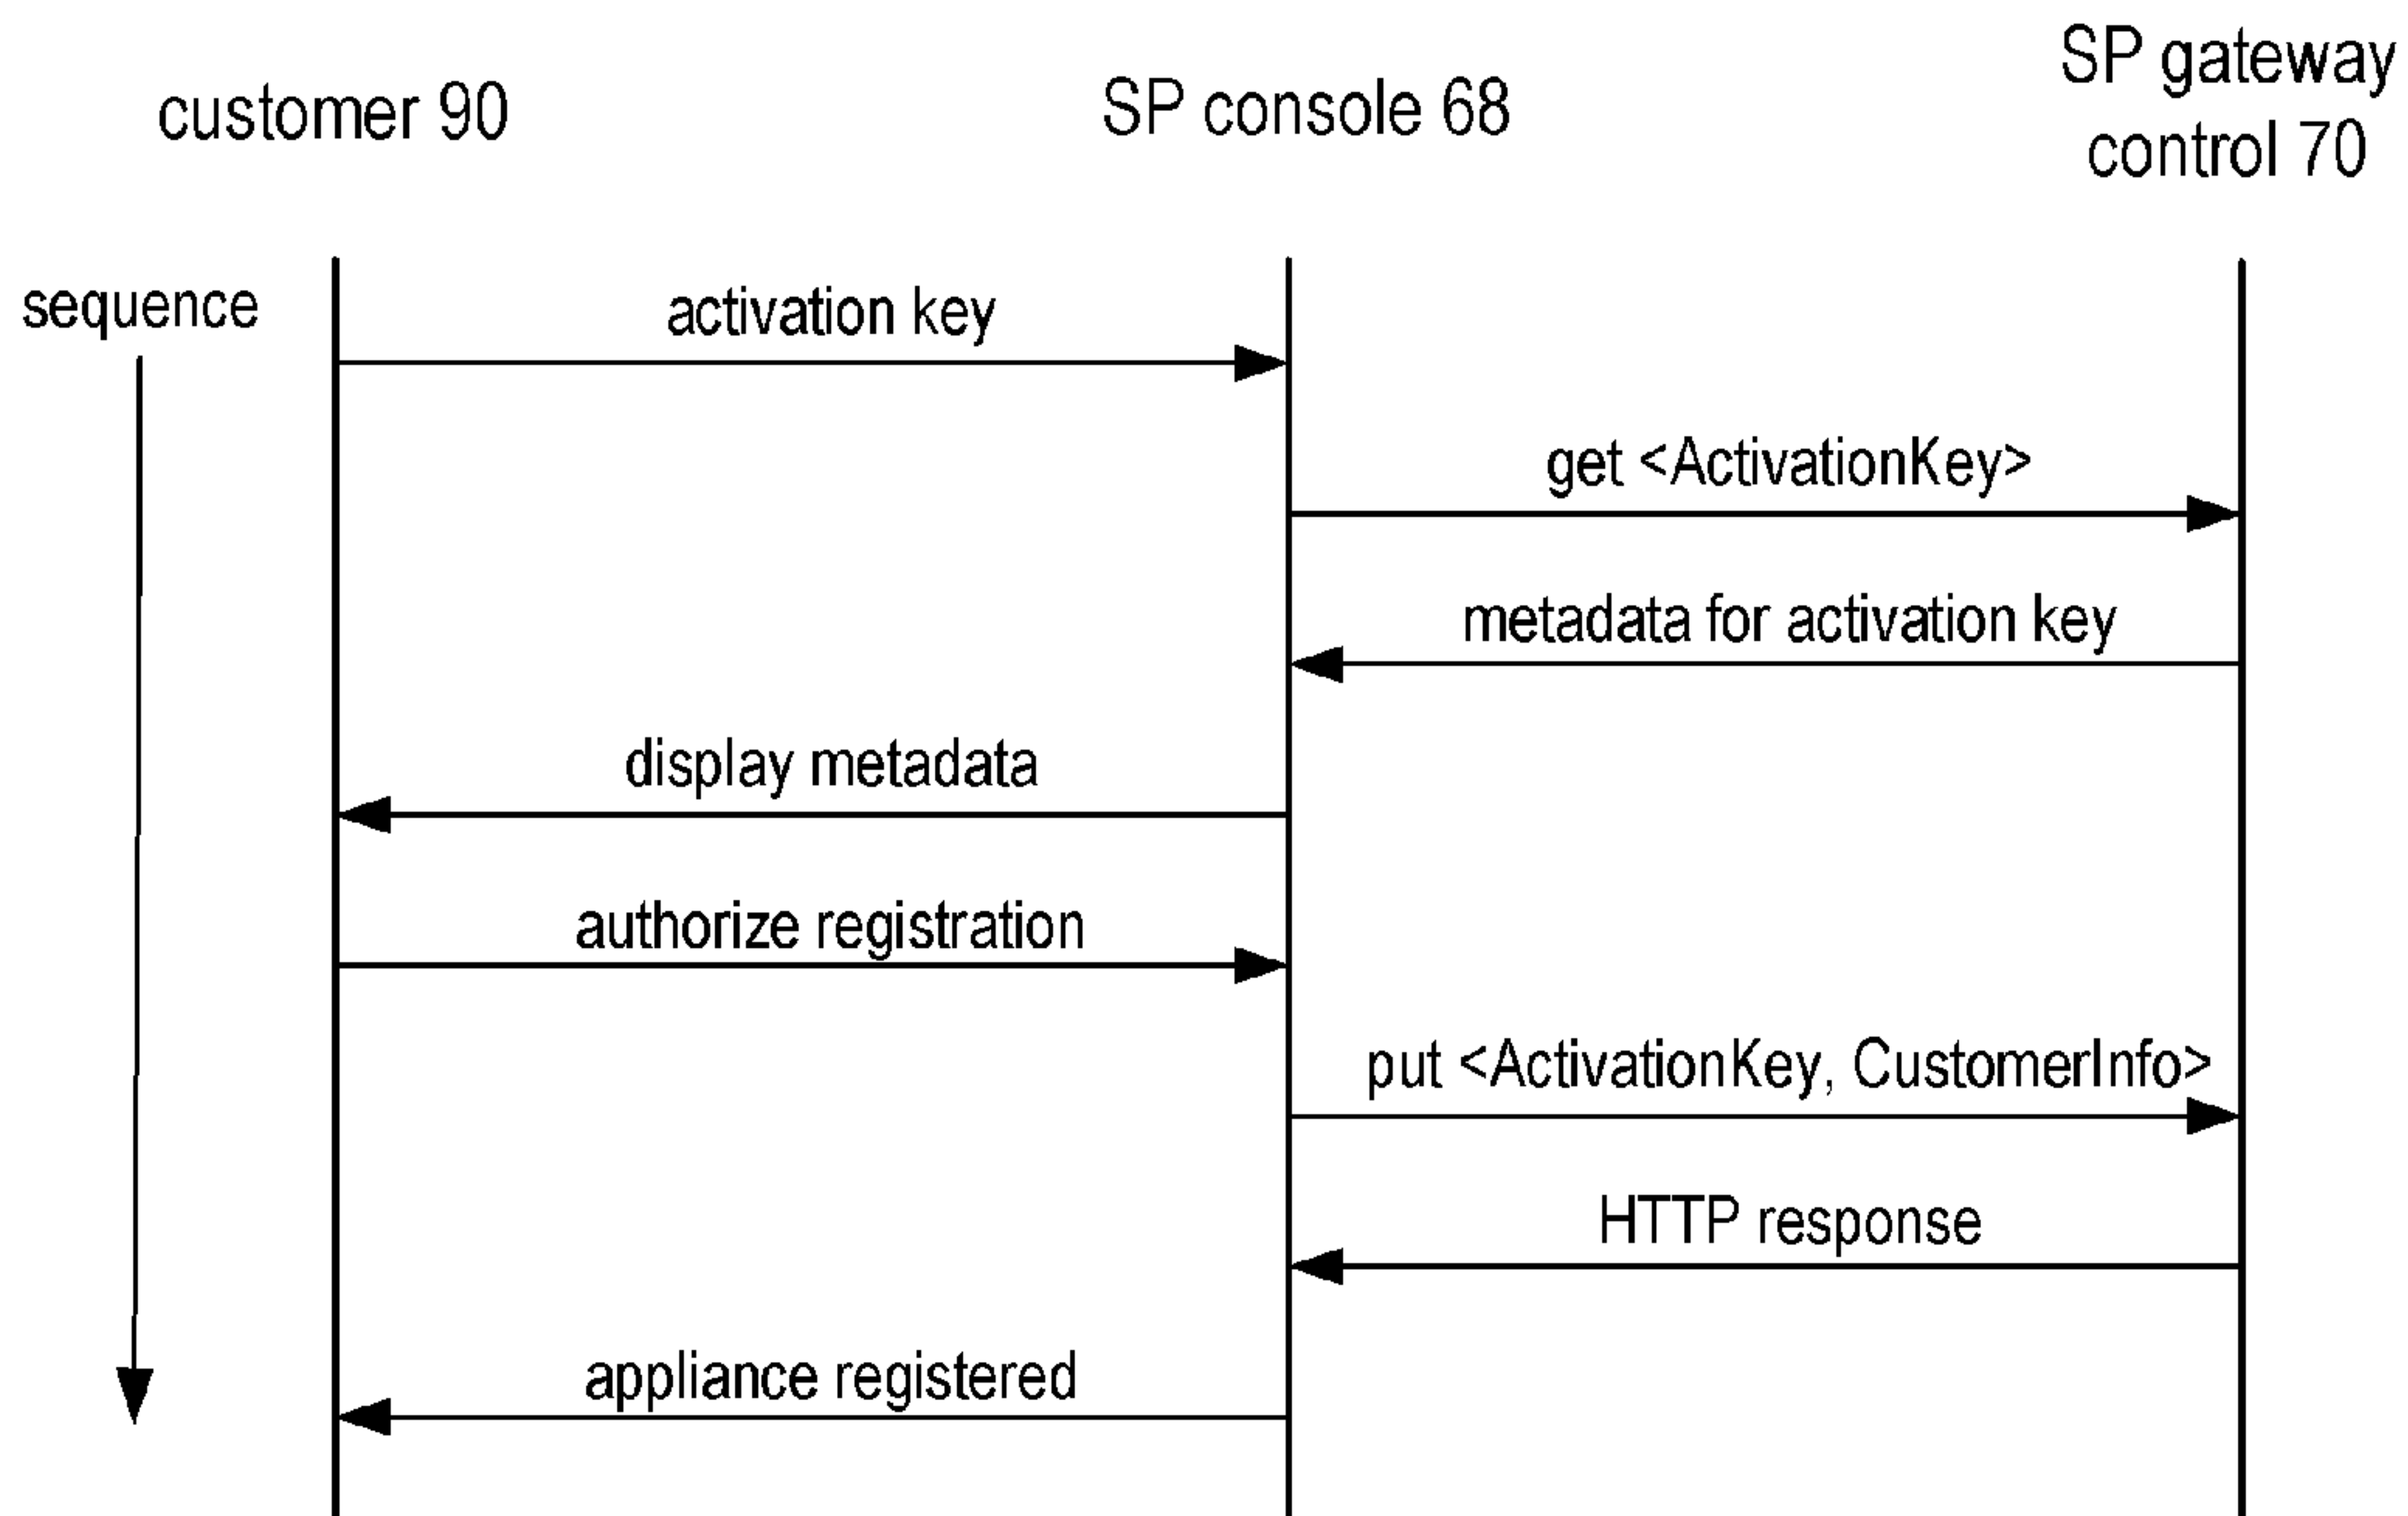 customer 90
SP console 68
SP gateway
control 70
sequence
activation key
get <ActivationKey>
metadata for activation key
display metadata
authorize registration
put <ActivationKey, CustomerInfo>
HTTP response
appliance registered